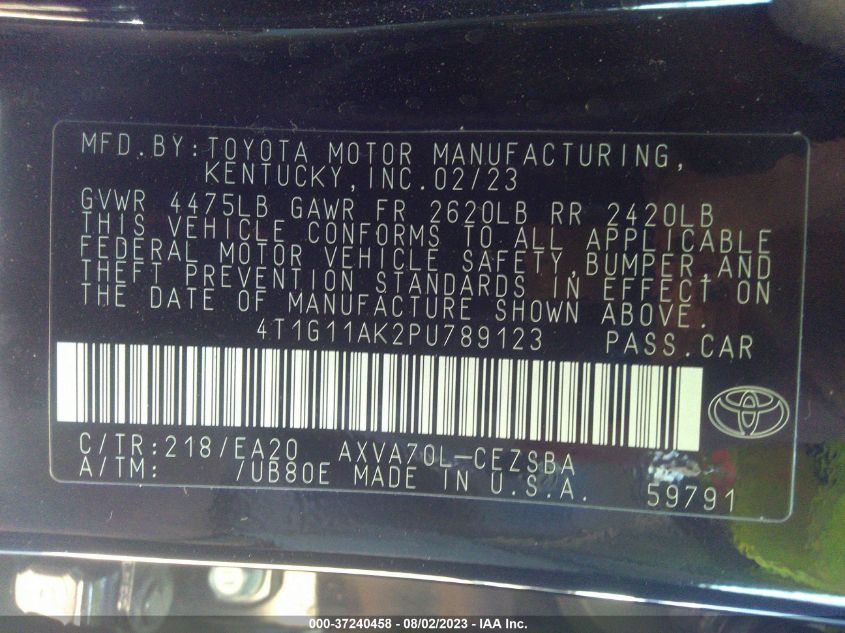 MFD.BY:TOYOTA MOTOR MANUFACTURING,
KENTUCKY,INC.02/23
GVWR 4475LB GAWR FR 2620LB RR 2420LB
THIS VEHICLE CONFORMS TO ALL APPLICABLE
FEDERAL MOTOR VEHICLE SAFETY,BUMPER,AND
THEFT PREVENTION STANDARDS IN EFFECT ON
THE DATE OF MANUFACTURE SHOWN ABOVE.
4T1G11AK2PU789123 PASS.CAR
C/TR:218/EA20 AXVA70L-CEZSBA
A/TM: /UB80E MADE IN U.S.A. 59791
000-37240458 - 08/02/2023 - IAA Inc.